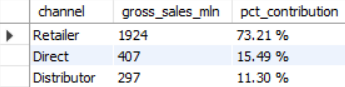 channel gross_sales_mln pct_contribution
Retailer 1924 73.21 %
Direct 407 15.49 %
Distributor 297 11.30 %